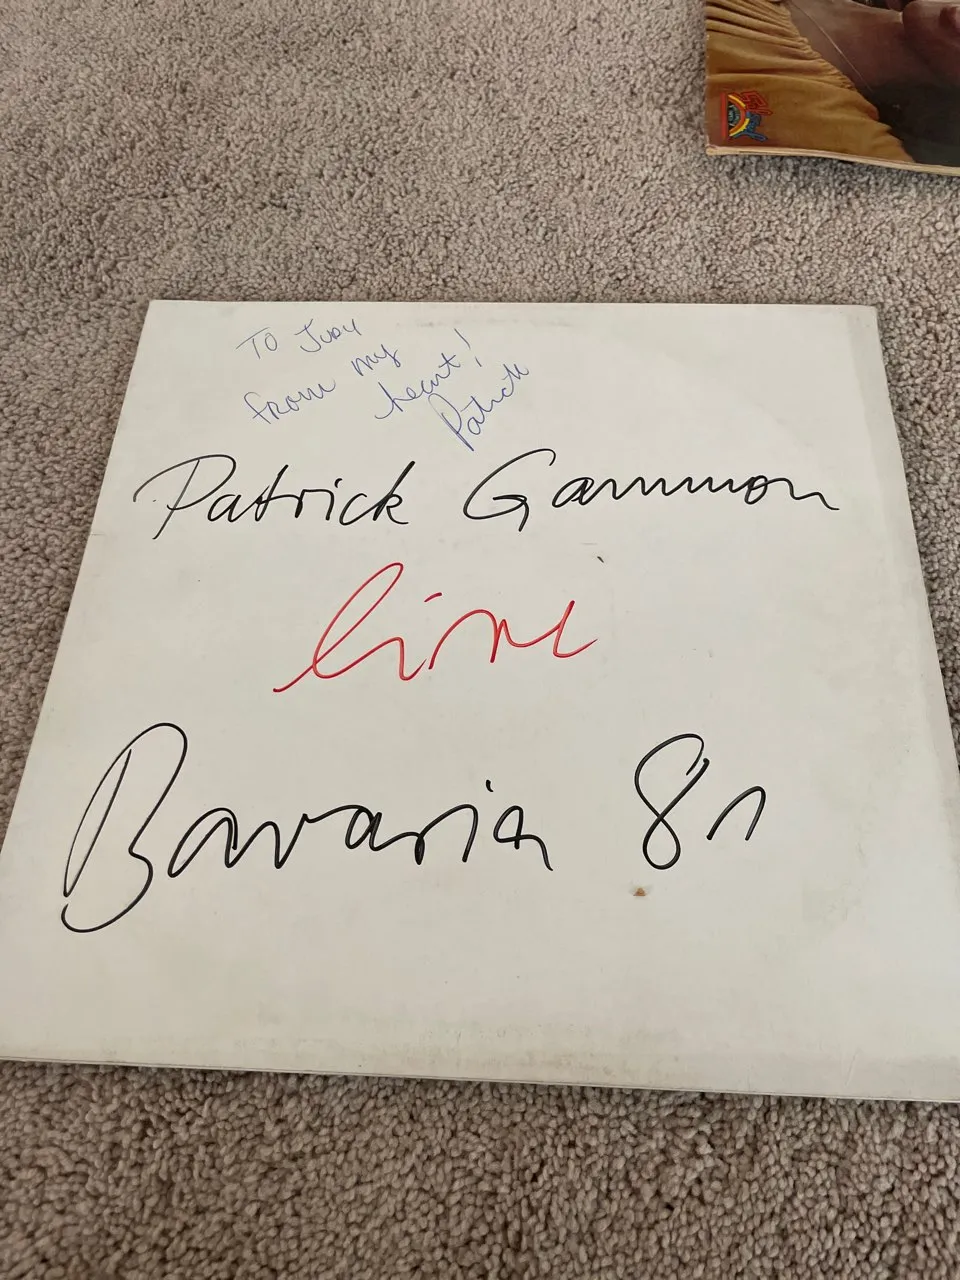 To Judy
from my
heart!
Patrick
Patrick Gammon
live
Bavaria 81